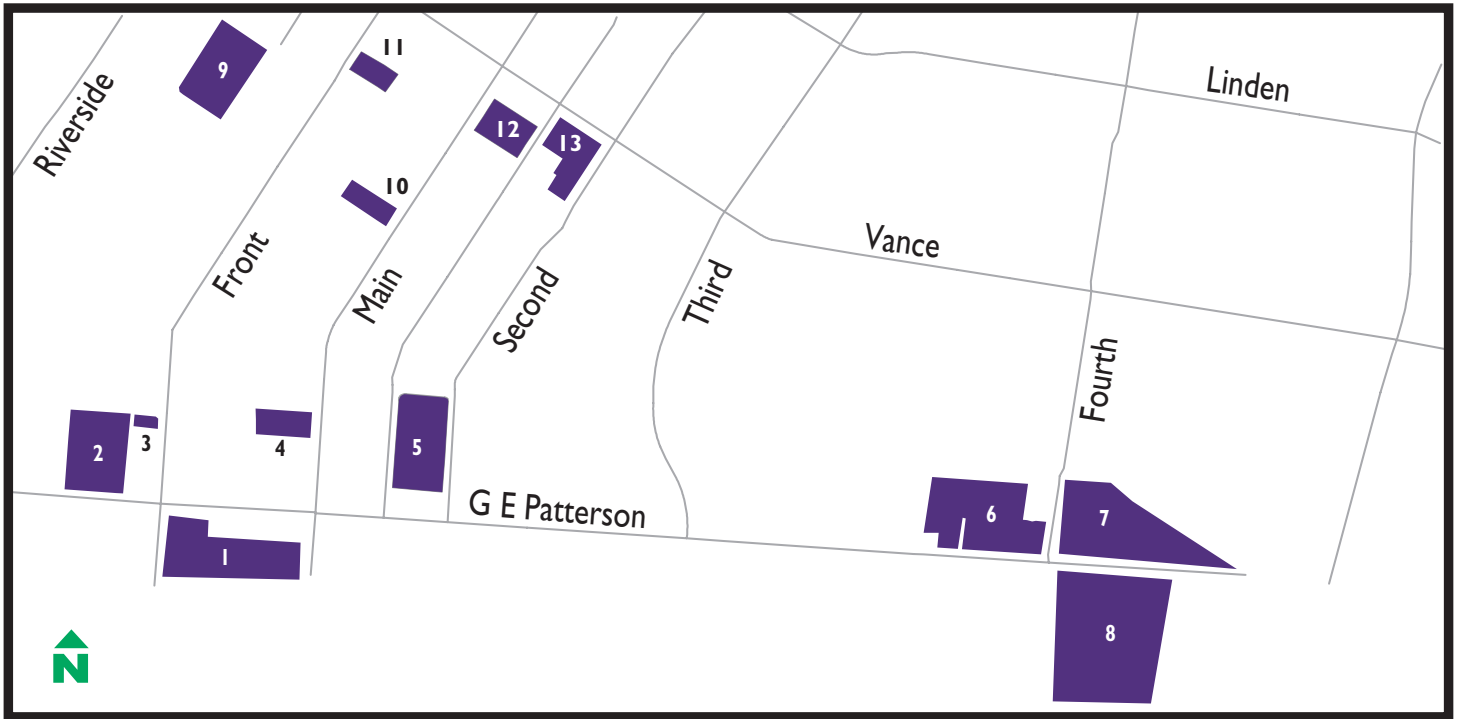 11
9
Linden
Riverside
12
13
10
Vance
Front
Main
Second
Third
Fourth
2
3
4
5
G E Patterson
6
7
1
8
N